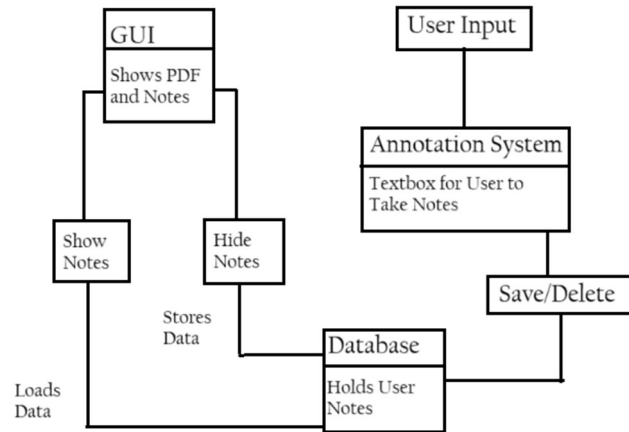 GUI
Shows PDF
and Notes
User Input
Annotation System
Textbox for User to
Take Notes
Show
Notes
Hide
Notes
Save/Delete
Stores
Data
Database
Holds User
Notes
Loads
Data